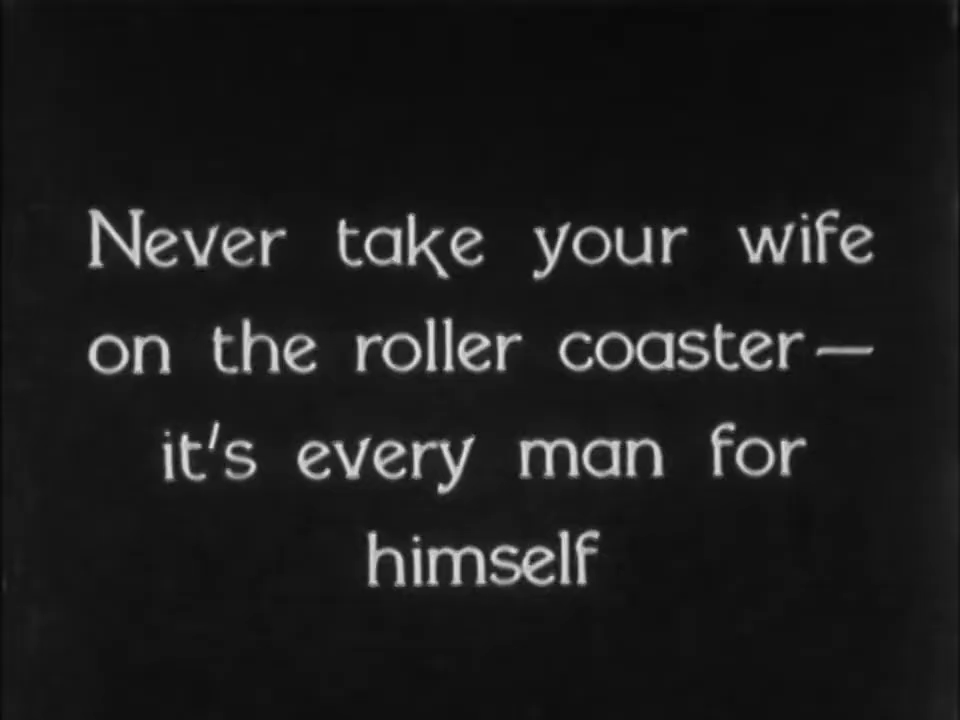 Never take your wife
on the roller coaster—
it's every man for
himself